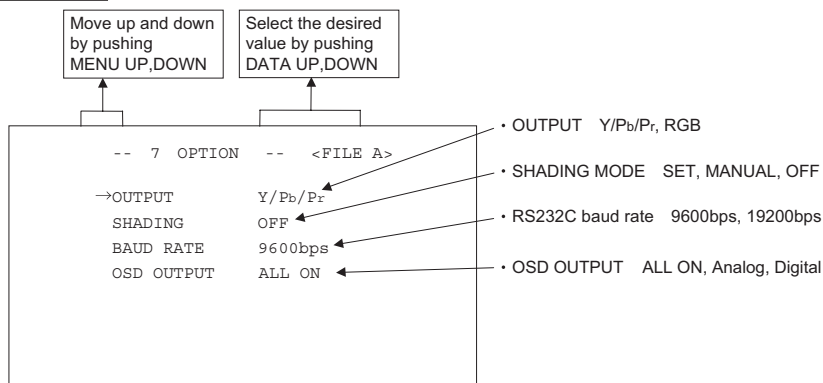 Move up and down
by pushing
MENU UP,DOWN
Select the desired
value by pushing
DATA UP,DOWN
-- 7 OPTION -- <FILE A>
→OUTPUT Y/Pb/Pr
SHADING OFF
BAUD RATE 9600bps
OSD OUTPUT ALL ON
・OUTPUT Y/Pb/Pr, RGB
・SHADING MODE SET, MANUAL, OFF
・RS232C baud rate 9600bps, 19200bps
・OSD OUTPUT ALL ON, Analog, Digital